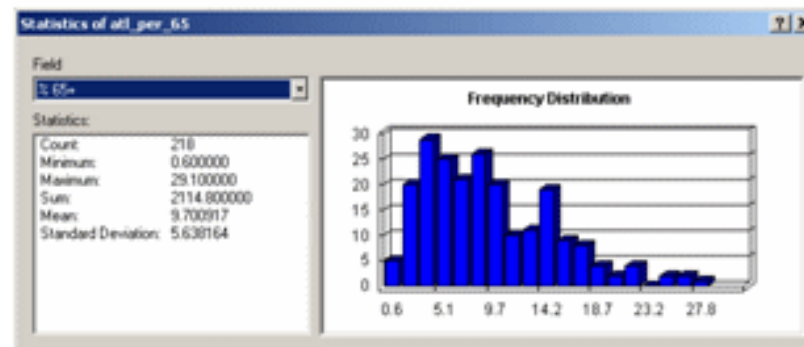 Statistics of atl_per_65
Field
% 65+
Statistics:
Count: 218
Minimum: 0.600000
Maximum: 29.100000
Sum: 2114.800000
Mean: 9.700917
Standard Deviation: 5.638164
Frequency Distribution
30
25
20
15
10
5
0
0.6 5.1 9.7 14.2 18.7 23.2 27.8